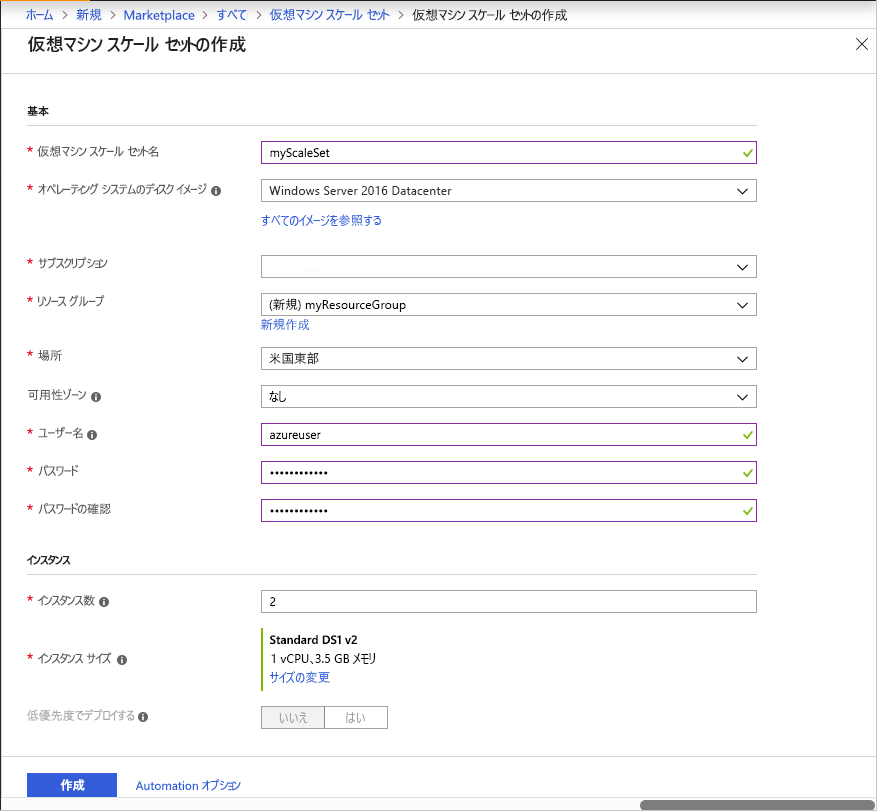 ホーム > 新規 > Marketplace > すべて > 仮想マシン スケール セット > 仮想マシン スケール セットの作成
仮想マシン スケール セットの作成
基本
* 仮想マシン スケール セット名
myScaleSet
* オペレーティング システムのディスク イメージ
Windows Server 2016 Datacenter
すべてのイメージを参照する
* サブスクリプション
* リソース グループ
(新規) myResourceGroup
新規作成
* 場所
米国東部
可用性ゾーン
なし
* ユーザー名
azureuser
* パスワード
••••••••••••
* パスワードの確認
••••••••••••
インスタンス
* インスタンス数
2
* インスタンス サイズ
Standard DS1 v2
1 vCPU、3.5 GB メモリ
サイズの変更
低優先度でデプロイする
いいえ はい
作成 Automation オプション